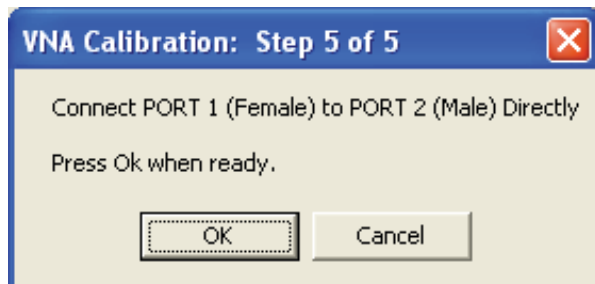 VNA Calibration: Step 5 of 5
Connect PORT 1 (Female) to PORT 2 (Male) Directly
Press Ok when ready.
OK
Cancel